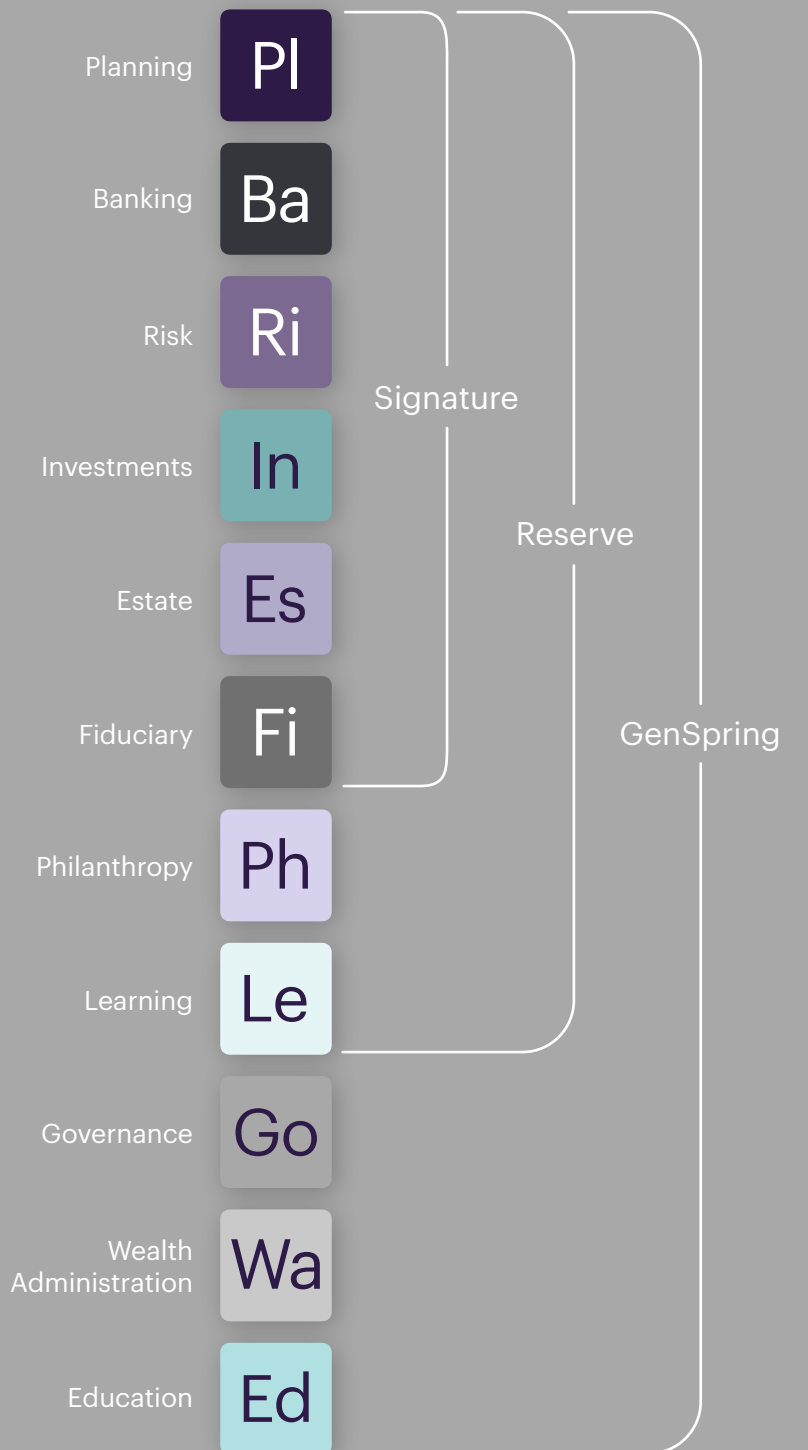 Planning
Pl
Banking
Ba
Risk
Ri
Signature
Investments
In
Reserve
Estate
Es
Fiduciary
Fi
GenSpring
Philanthropy
Ph
Learning
Le
Governance
Go
Wealth
Administration
Wa
Education
Ed